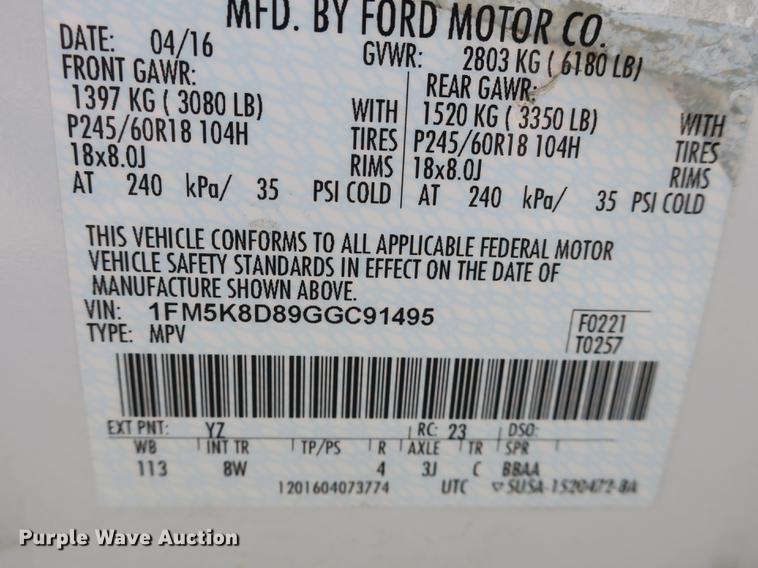 MFD. BY FORD MOTOR CO.
DATE: 04/16 GVWR: 2803 KG ( 6180 LB)
FRONT GAWR: REAR GAWR:
1397 KG ( 3080 LB) WITH 1520 KG ( 3350 LB) WITH
P245/60R18 104H TIRES P245/60R18 104H TIRES
18x8.0J RIMS 18x8.0J RIMS
AT 240 kPa/ 35 PSI COLD AT 240 kPa/ 35 PSI COLD
THIS VEHICLE CONFORMS TO ALL APPLICABLE FEDERAL MOTOR
VEHICLE SAFETY STANDARDS IN EFFECT ON THE DATE OF
MANUFACTURE SHOWN ABOVE.
VIN: 1FM5K8D89GGC91495 F0221
TYPE: MPV T0257
EXT PNT: YZ RC: 23 DSO:
WB INT TR TP/PS R AXLE TR SPR
113 8W 4 3J C BBAA
1201604073774 UTC ▽ SUSA-1520472-BA
Purple Wave Auction